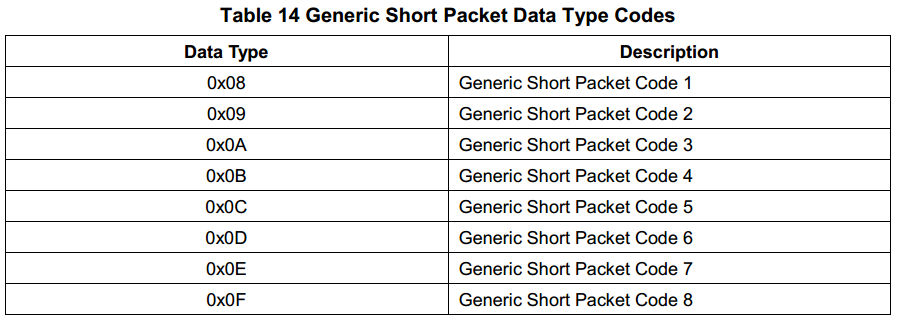 Table 14 Generic Short Packet Data Type Codes
Data Type Description
0x08 Generic Short Packet Code 1
0x09 Generic Short Packet Code 2
0x0A Generic Short Packet Code 3
0x0B Generic Short Packet Code 4
0x0C Generic Short Packet Code 5
0x0D Generic Short Packet Code 6
0x0E Generic Short Packet Code 7
0x0F Generic Short Packet Code 8